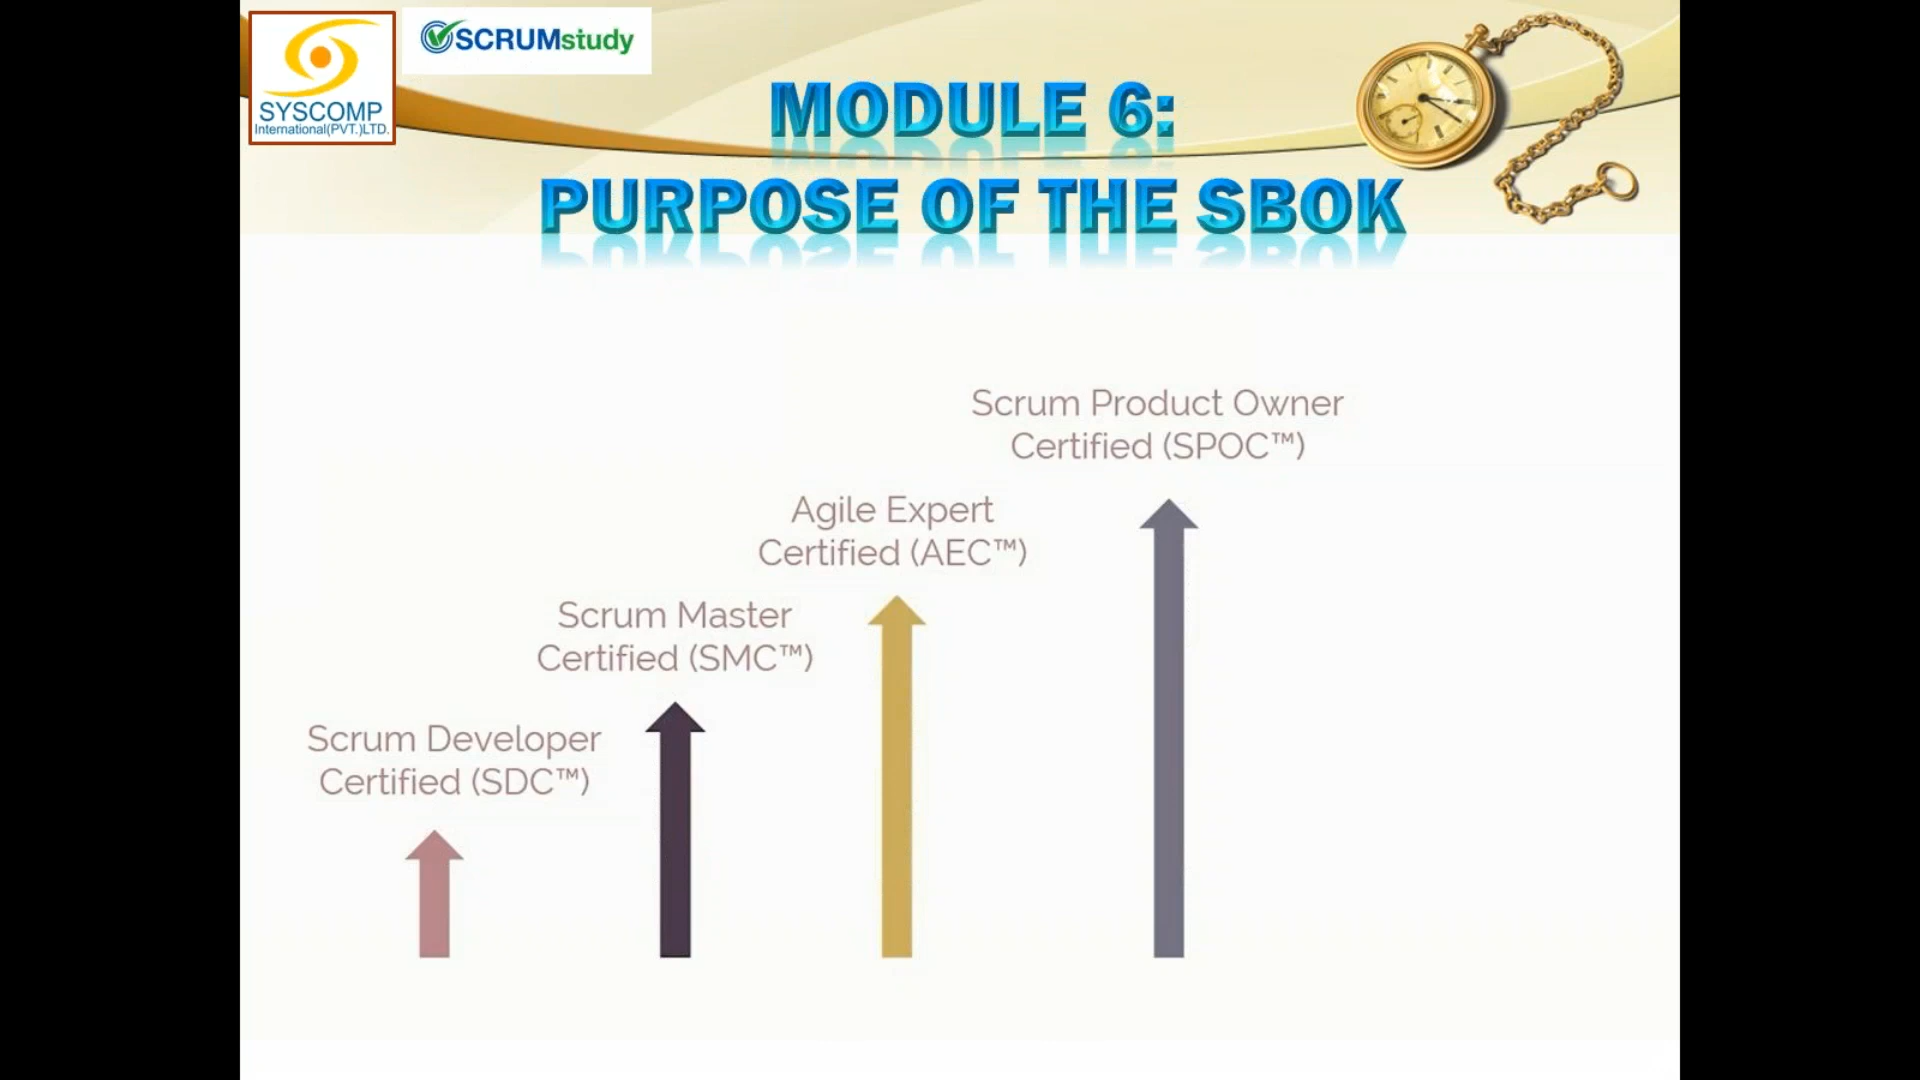 SYSCOMP
International(PVT.)LTD.
SCRUMstudy
MODULE 6:
PURPOSE OF THE SBOK
Scrum Product Owner
Certified (SPOC™)
Agile Expert
Certified (AEC™)
Scrum Master
Certified (SMC™)
Scrum Developer
Certified (SDC™)